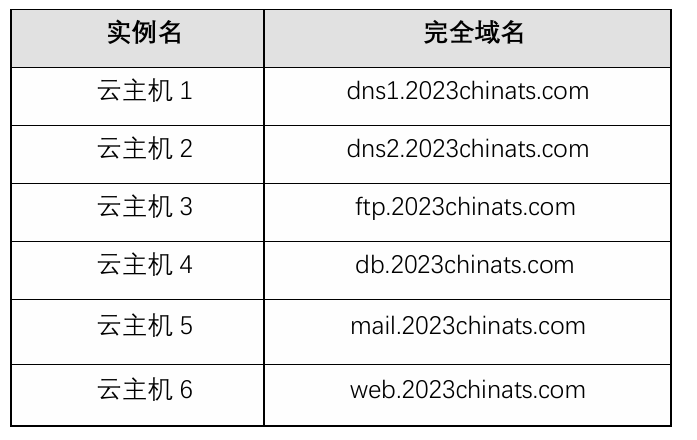 实例名 完全域名
云主机 1 dns1.2023chinats.com
云主机 2 dns2.2023chinats.com
云主机 3 ftp.2023chinats.com
云主机 4 db.2023chinats.com
云主机 5 mail.2023chinats.com
云主机 6 web.2023chinats.com